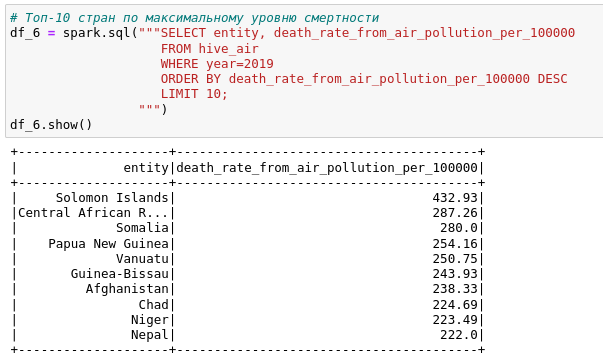 # Топ-10 стран по максимальному уровню смертности
df_6 = spark.sql("""SELECT entity, death_rate_from_air_pollution_per_100000
                    FROM hive_air
                    WHERE year=2019
                    ORDER BY death_rate_from_air_pollution_per_100000 DESC
                    LIMIT 10;
                 """)
df_6.show()
+--------------------+----------------------------------------+
|              entity|death_rate_from_air_pollution_per_100000|
+--------------------+----------------------------------------+
|     Solomon Islands|                                  432.93|
|Central African R...|                                  287.26|
|             Somalia|                                   280.0|
|    Papua New Guinea|                                  254.16|
|             Vanuatu|                                  250.75|
|       Guinea-Bissau|                                  243.93|
|         Afghanistan|                                  238.33|
|                Chad|                                  224.69|
|               Niger|                                  223.49|
|               Nepal|                                   222.0|
+--------------------+----------------------------------------+